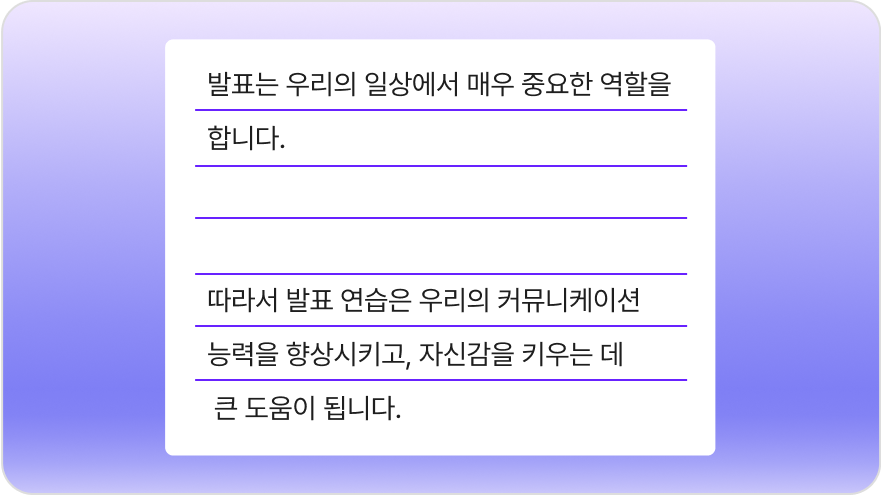 발표는 우리의 일상에서 매우 중요한 역할을
합니다.
따라서 발표 연습은 우리의 커뮤니케이션
능력을 향상시키고, 자신감을 키우는 데
큰 도움이 됩니다.